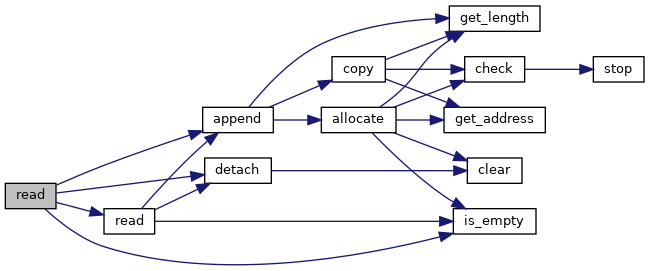 get_length
copy
check
stop
append
allocate
get_address
detach
clear
read
read
is_empty